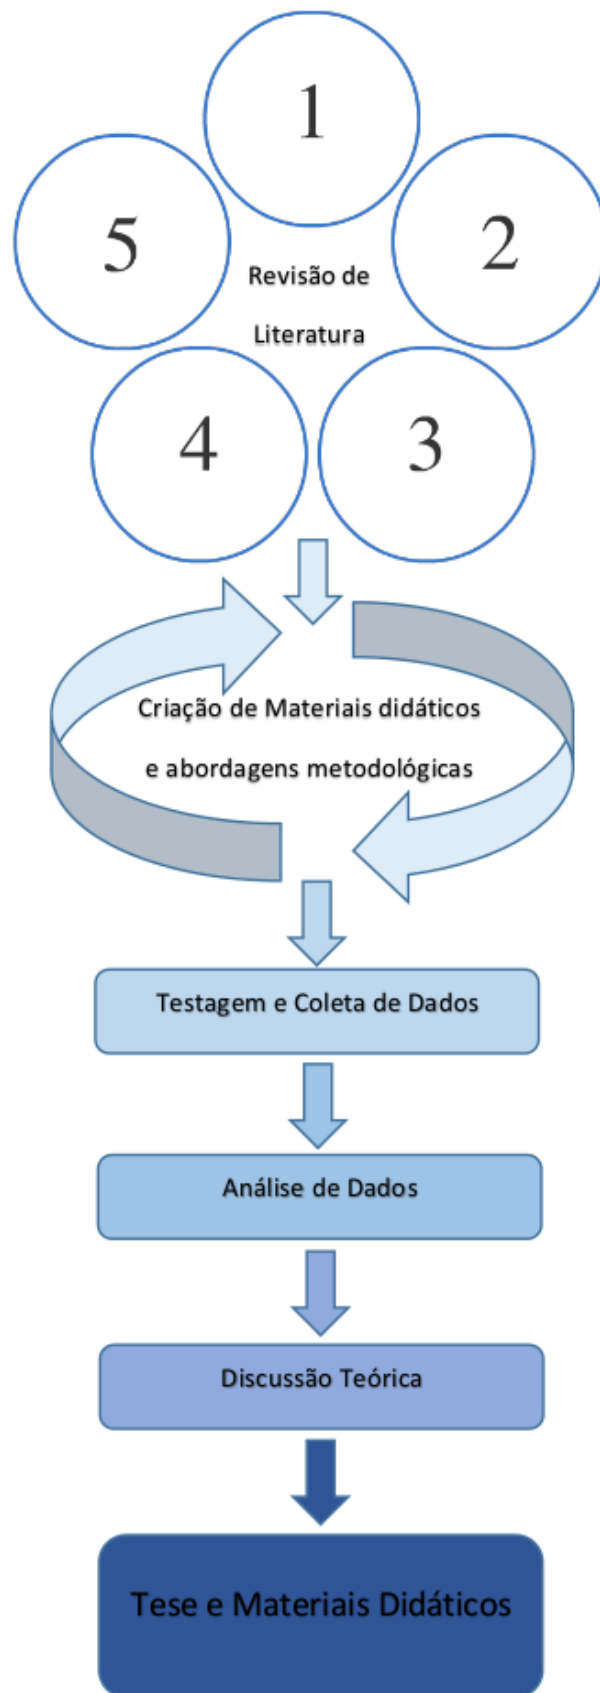 1
5
2
Revisão de
Literatura
4
3
Criação de Materiais didáticos
e abordagens metodológicas
Testagem e Coleta de Dados
Análise de Dados
Discussão Teórica
Tese e Materiais Didáticos